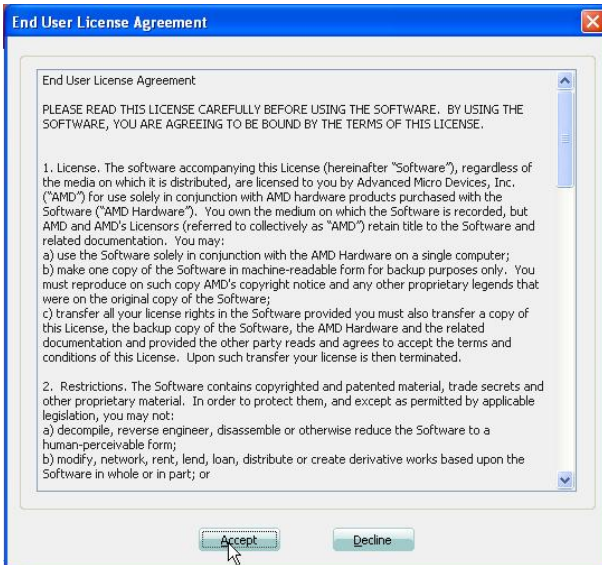 End User License Agreement
End User License Agreement
PLEASE READ THIS LICENSE CAREFULLY BEFORE USING THE SOFTWARE.  BY USING THE
SOFTWARE, YOU ARE AGREEING TO BE BOUND BY THE TERMS OF THIS LICENSE.
1. License. The software accompanying this License (hereinafter “Software”), regardless of
the media on which it is distributed, are licensed to you by Advanced Micro Devices, Inc.
(“AMD”) for use solely in conjunction with AMD hardware products purchased with the
Software (“AMD Hardware”).  You own the medium on which the Software is recorded, but
AMD and AMD's Licensors (referred to collectively as “AMD”) retain title to the Software and
related documentation.  You may:
a) use the Software solely in conjunction with the AMD Hardware on a single computer;
b) make one copy of the Software in machine-readable form for backup purposes only.  You
must reproduce on such copy AMD's copyright notice and any other proprietary legends that
were on the original copy of the Software;
c) transfer all your license rights in the Software provided you must also transfer a copy of
this License, the backup copy of the Software, the AMD Hardware and the related
documentation and provided the other party reads and agrees to accept the terms and
conditions of this License.  Upon such transfer your license is then terminated.
2.  Restrictions. The Software contains copyrighted and patented material, trade secrets and
other proprietary material.  In order to protect them, and except as permitted by applicable
legislation, you may not:
a) decompile, reverse engineer, disassemble or otherwise reduce the Software to a
human-perceivable form;
b) modify, network, rent, lend, loan, distribute or create derivative works based upon the
Software in whole or in part; or
Accept Decline